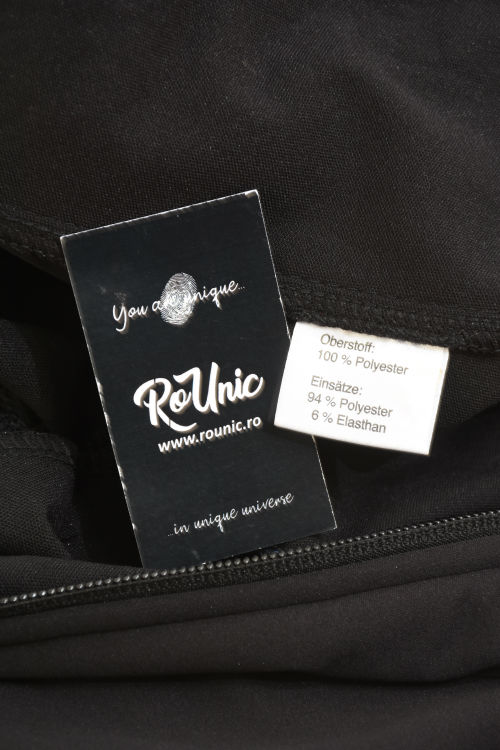 You are unique...
RoUnic
www.rounic.ro
...in unique universe
Oberstoff:
100 % Polyester
Einsätze:
94 % Polyester
6 % Elasthan